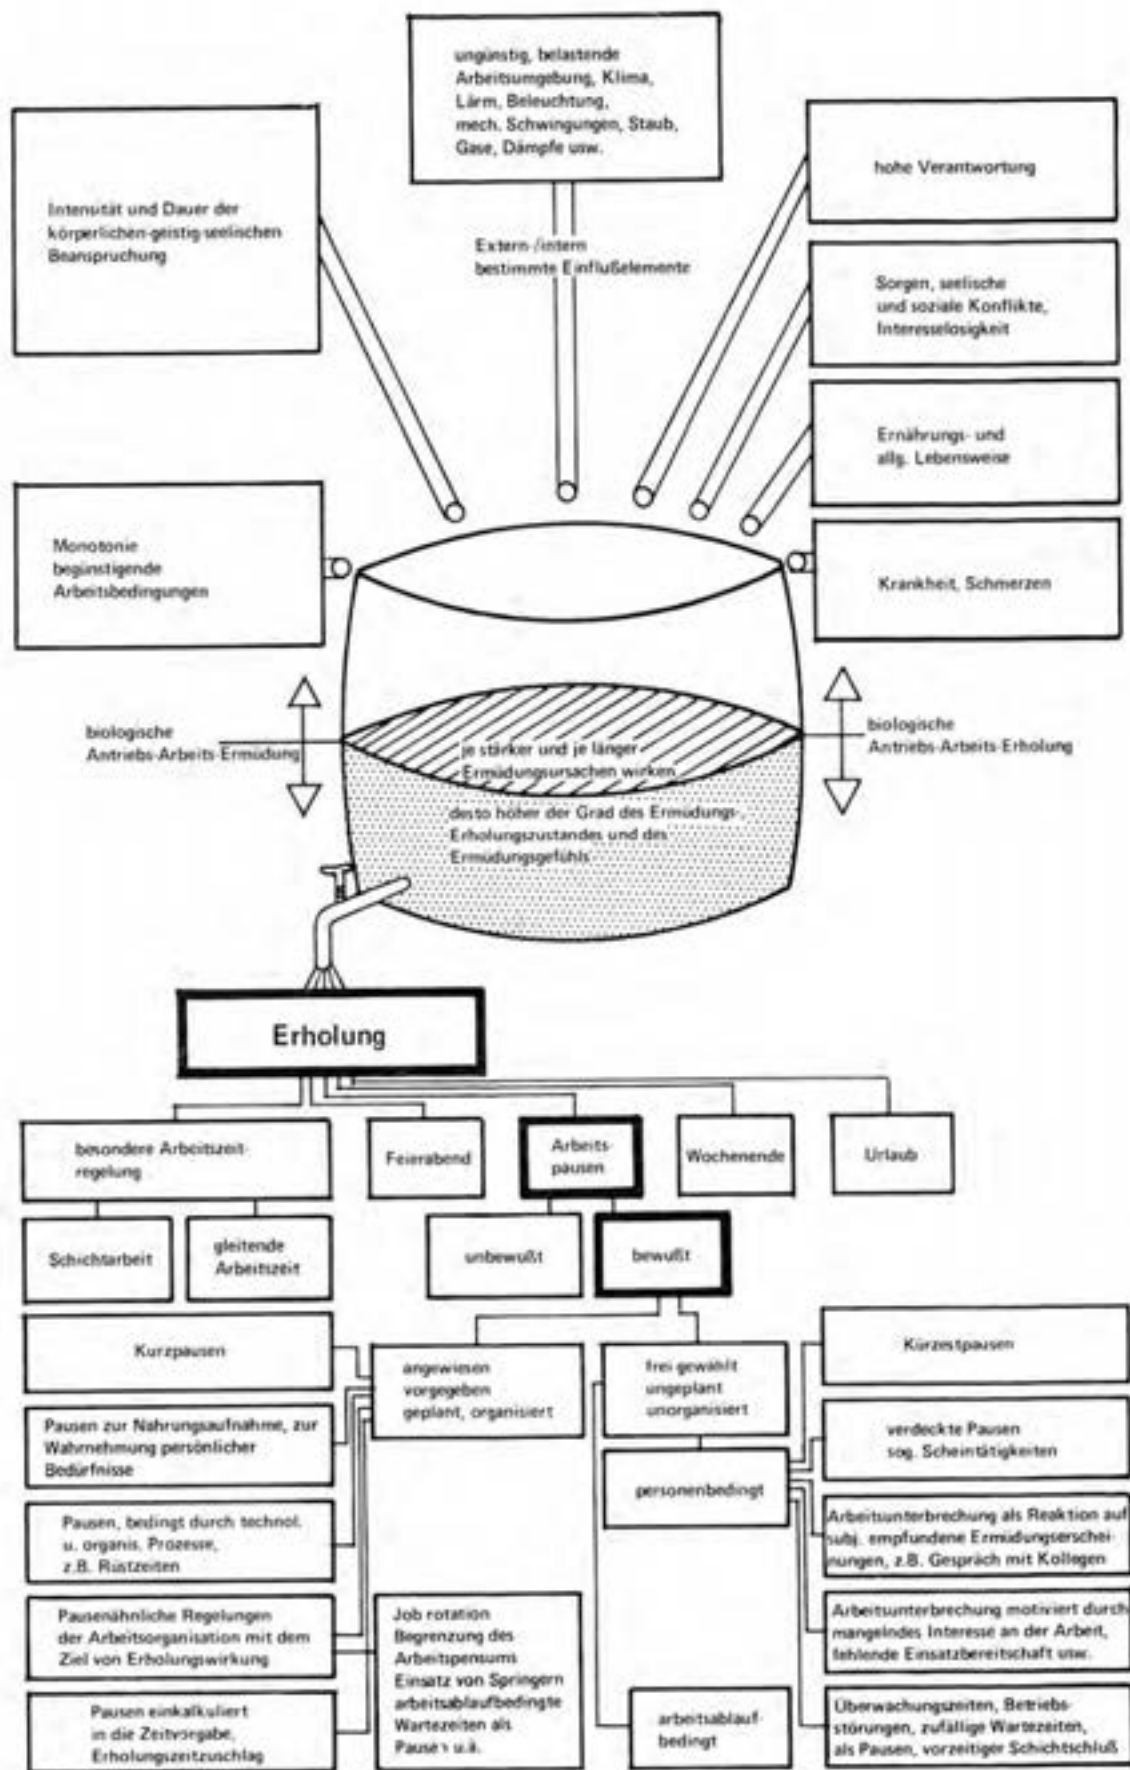 ungünstig, belastende
Arbeitsumgebung, Klima,
Lärm, Beleuchtung,
mech. Schwingungen, Staub,
Gase, Dämpfe usw.
Intensität und Dauer der
körperlichen-geistig-seelischen
Beanspruchung
hohe Verantwortung
Extern-/intern
bestimmte Einflußelemente
Sorgen, seelische
und soziale Konflikte,
Interesselosigkeit
Ernährungs- und
allg. Lebensweise
Monotonie
begünstigende
Arbeitsbedingungen
Krankheit, Schmerzen
biologische
Antriebs-Arbeits-Ermüdung
biologische
Antriebs-Arbeits-Erholung
je stärker und je länger
Ermüdungsursachen wirken
desto höher der Grad des Ermüdungs-,
Erholungszustandes und des
Ermüdungsgefühls
Erholung
besondere Arbeitszeit-
regelung
Feierabend
Arbeits-
pausen
Wochenende
Urlaub
Schichtarbeit
gleitende
Arbeitszeit
unbewußt
bewußt
Kurzpausen
angewiesen
vorgegeben
geplant, organisiert
frei gewählt
ungeplant
unorganisiert
Kürzestpausen
Pausen zur Nahrungsaufnahme, zur
Wahrnehmung persönlicher
Bedürfnisse
verdeckte Pausen
sog. Scheintätigkeiten
personenbedingt
Pausen, bedingt durch technol.
u. organis. Prozesse,
z.B. Rüstzeiten
Arbeitsunterbrechung als Reaktion auf
subj. empfundene Ermüdungserschei-
nungen, z.B. Gespräch mit Kollegen
Pausenähnliche Regelungen
der Arbeitsorganisation mit dem
Ziel von Erholungswirkung
Job rotation
Begrenzung des
Arbeitspensums
Einsatz von Springern
arbeitsablaufbedingte
Wartezeiten als
Pausen u.ä.
Arbeitsunterbrechung motiviert durch
mangelndes Interesse an der Arbeit,
fehlende Einsatzbereitschaft usw.
Pausen einkalkuliert
in die Zeitvorgabe,
Erholungszeitzuschlag
arbeitsablauf-
bedingt
Überwachungszeiten, Betriebs-
störungen, zufällige Wartezeiten,
als Pausen, vorzeitiger Schichtschluß